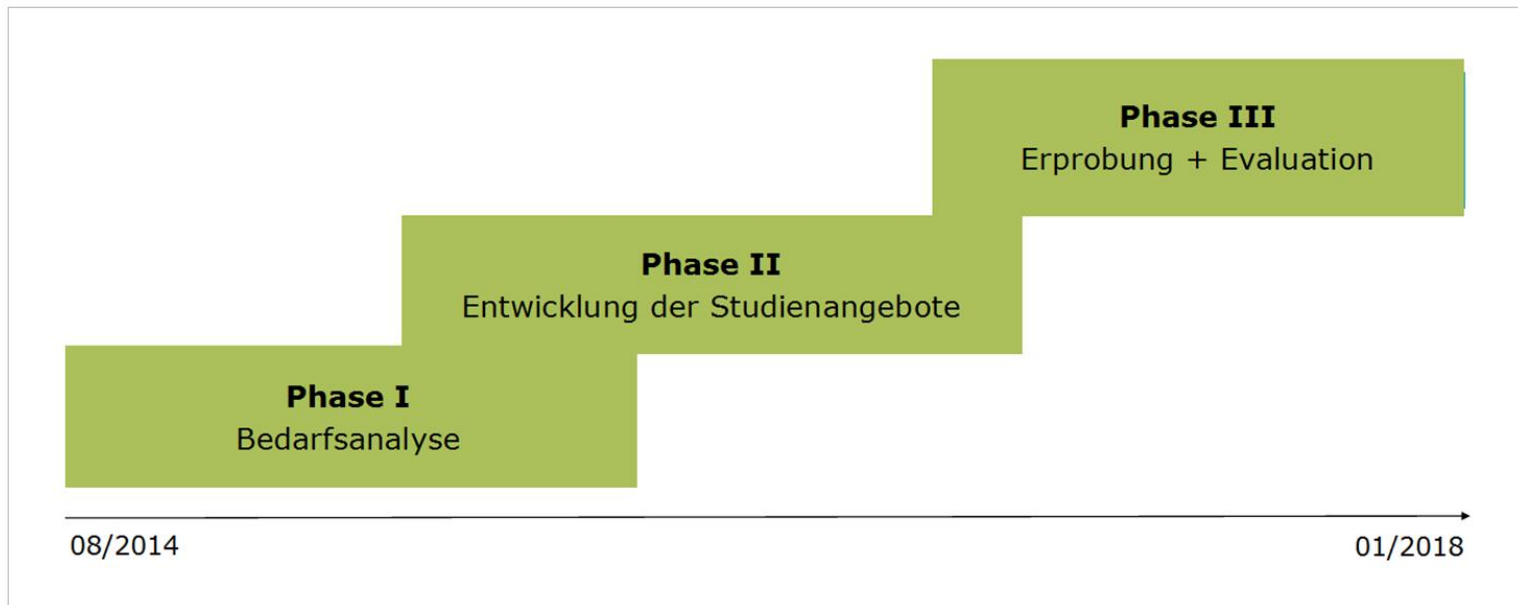 Phase III
Erprobung + Evaluation
Phase II
Entwicklung der Studienangebote
Phase I
Bedarfsanalyse
08/2014
01/2018